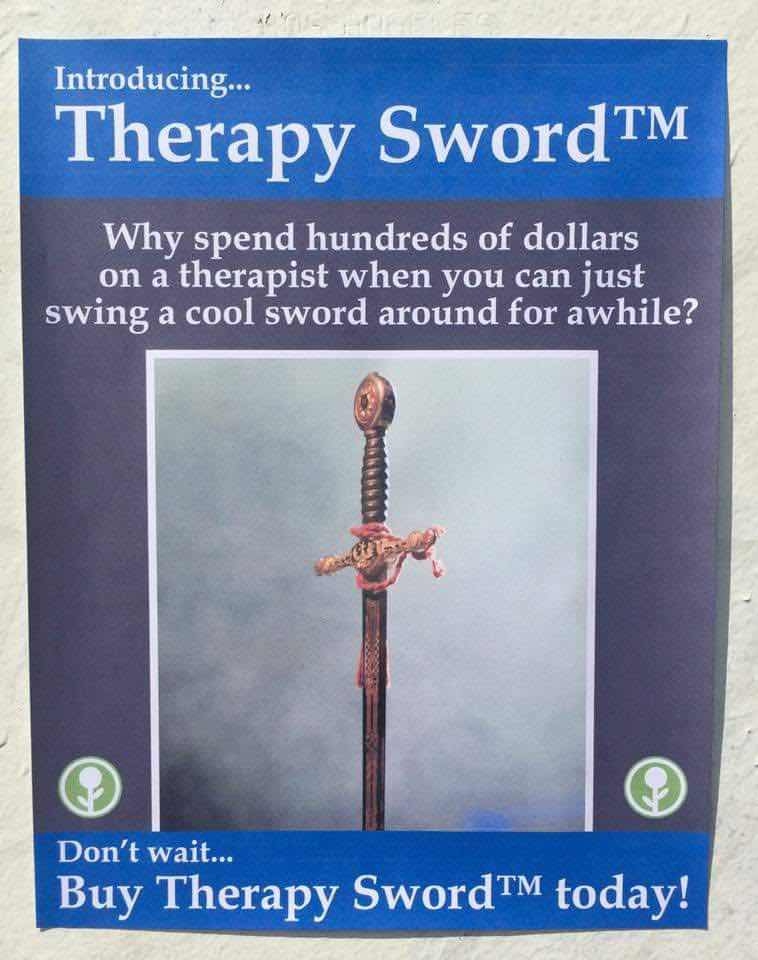 Introducing...
Therapy Sword™
Why spend hundreds of dollars
on a therapist when you can just
swing a cool sword around for awhile?
Don't wait...
Buy Therapy Sword™ today!